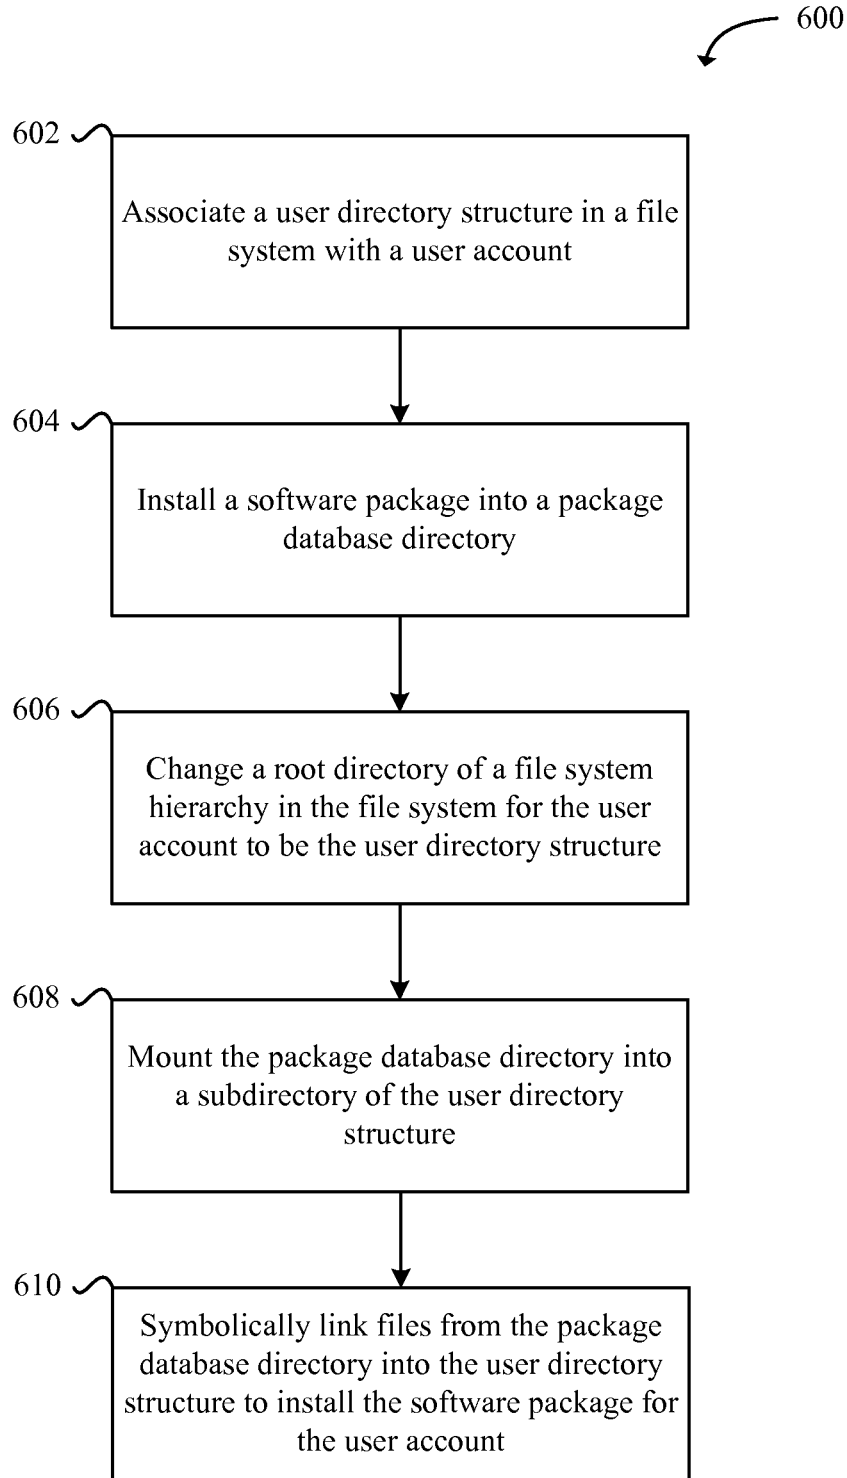 600
602
Associate a user directory structure in a file
system with a user account
604
Install a software package into a package
database directory
606
Change a root directory of a file system
hierarchy in the file system for the user
account to be the user directory structure
608
Mount the package database directory into
a subdirectory of the user directory
structure
610
Symbolically link files from the package
database directory into the user directory
structure to install the software package for
the user account